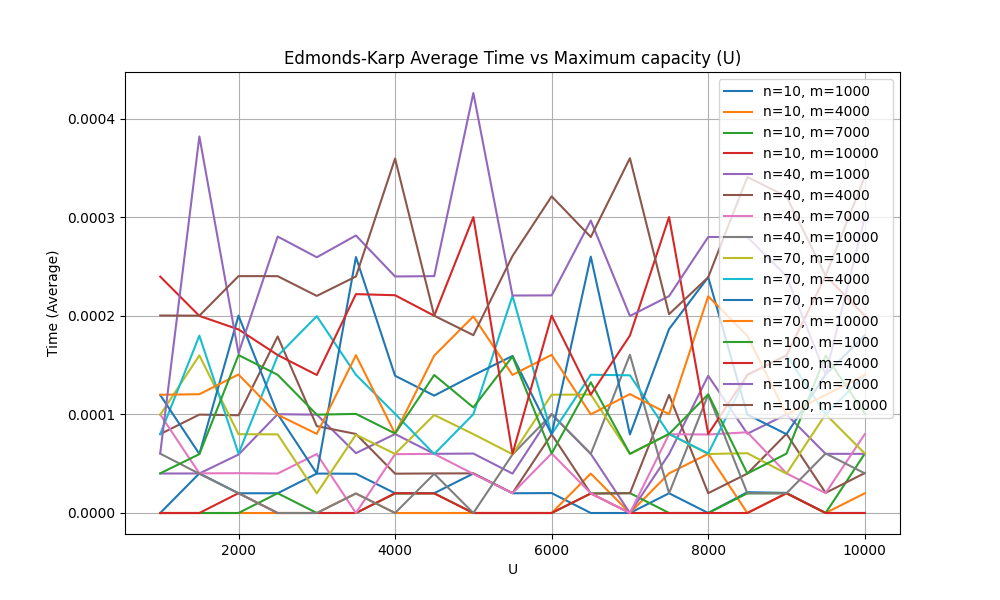 Edmonds-Karp Average Time vs Maximum capacity (U)
n=10, m=1000
n=10, m=4000
n=10, m=7000
n=10, m=10000
n=40, m=1000
n=40, m=4000
n=40, m=7000
n=40, m=10000
n=70, m=1000
n=70, m=4000
n=70, m=7000
n=70, m=10000
n=100, m=1000
n=100, m=4000
n=100, m=7000
n=100, m=10000
0.0004
0.0003
0.0002
0.0001
0.0000
Time (Average)
2000 4000 6000 8000 10000
U